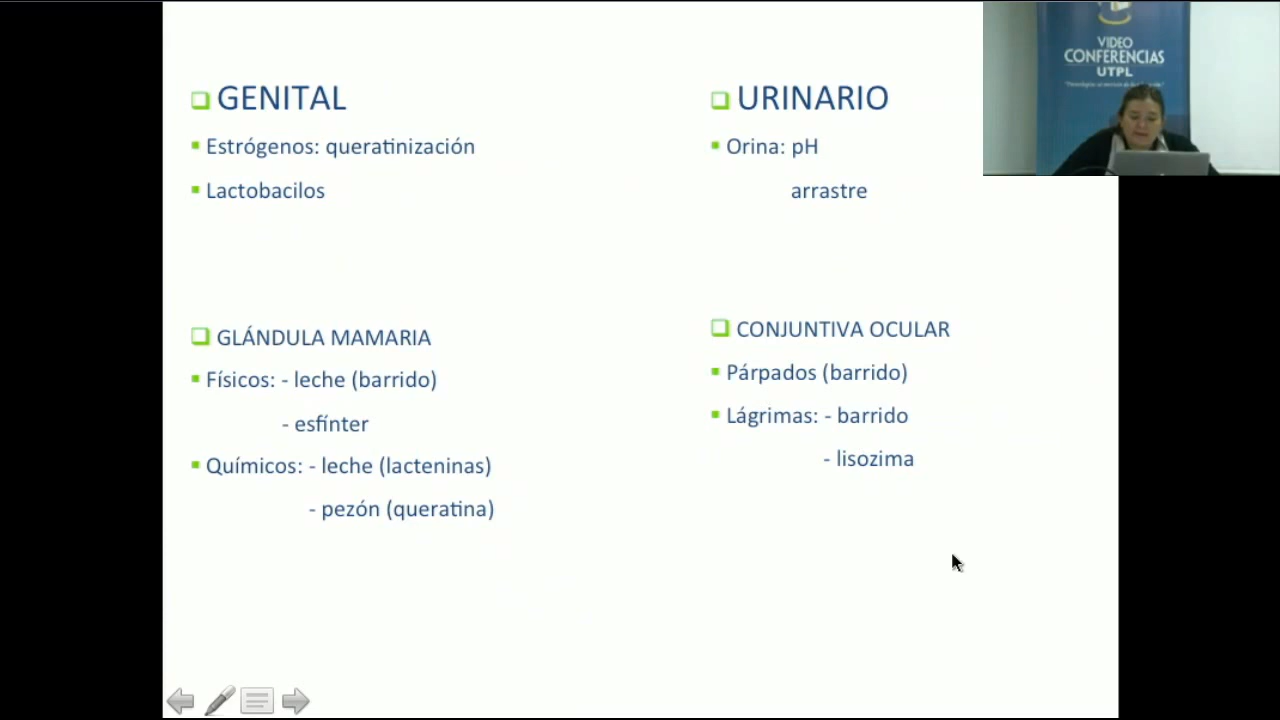 GENITAL
Estrógenos: queratinización
Lactobacilos
URINARIO
Orina: pH
arrastre
GLÁNDULA MAMARIA
Físicos: - leche (barrido)
- esfínter
Químicos: - leche (lacteninas)
- pezón (queratina)
CONJUNTIVA OCULAR
Párpados (barrido)
Lágrimas: - barrido
- lisozima
VIDEO
CONFERENCIAS
UTPL